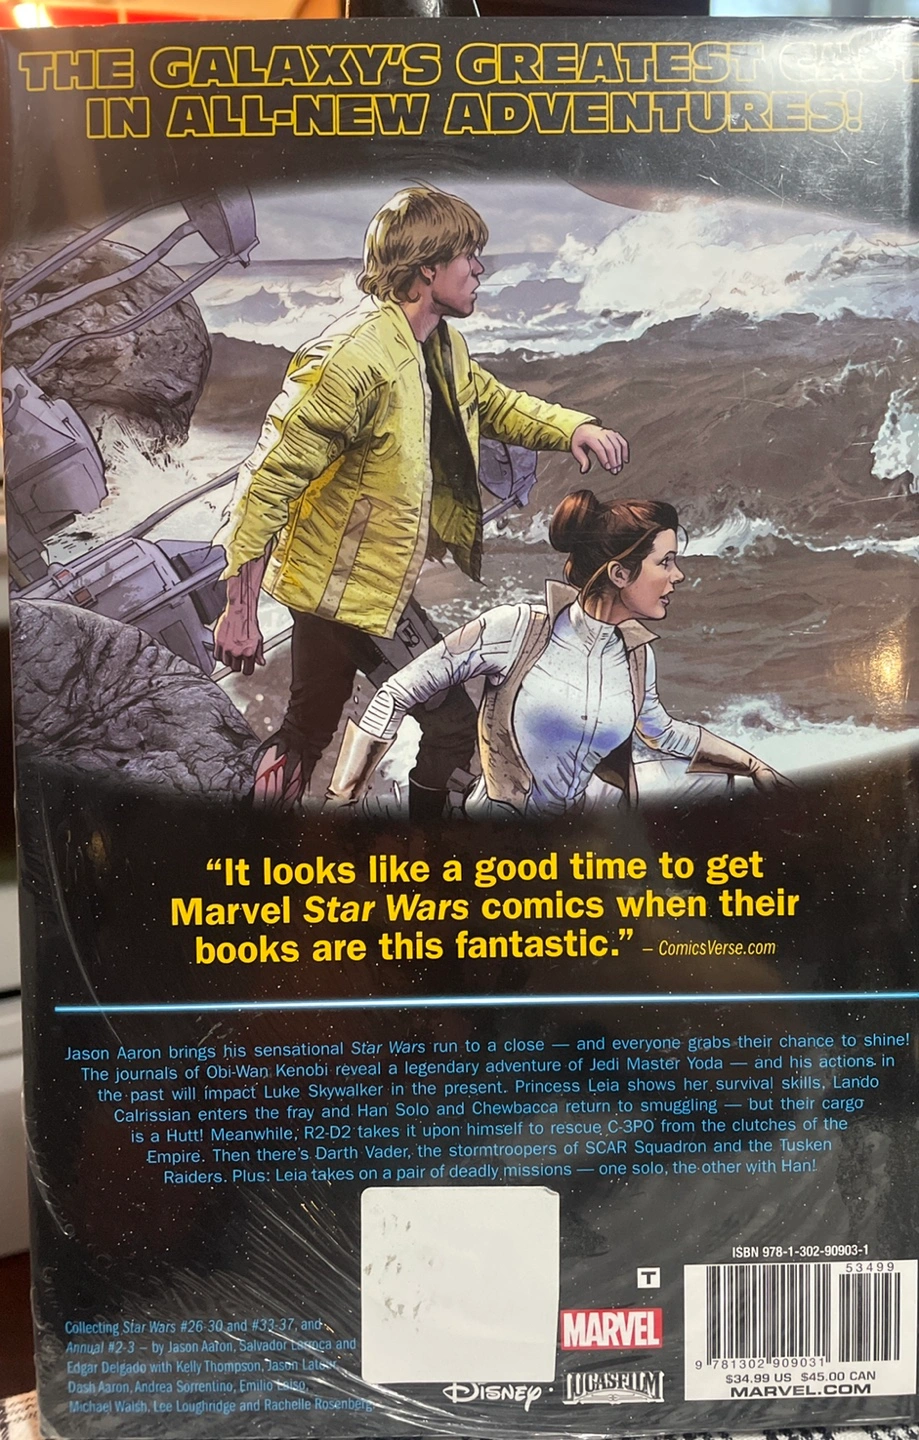 THE GALAXY'S GREATEST CAST
IN ALL-NEW ADVENTURES!
“It looks like a good time to get
Marvel Star Wars comics when their
books are this fantastic.” – ComicsVerse.com
Jason Aaron brings his sensational Star Wars run to a close — and everyone grabs their chance to shine!
The journals of Obi-Wan Kenobi reveal a legendary adventure of Jedi Master Yoda — and his actions in
the past will impact Luke Skywalker in the present. Princess Leia shows her survival skills, Lando
Calrissian enters the fray and Han Solo and Chewbacca return to smuggling — but their cargo
is a Hutt! Meanwhile, R2-D2 takes it upon himself to rescue C-3PO from the clutches of the
Empire. Then there's Darth Vader, the stormtroopers of SCAR Squadron and the Tusken
Raiders. Plus: Leia takes on a pair of deadly missions — one solo, the other with Han!
Collecting Star Wars #26-30 and #33-37, and
Annual #2-3 – by Jason Aaron, Salvador Larroca and
Edgar Delgado with Kelly Thompson, Jason Latour,
Dash Aaron, Andrea Sorrentino, Emilio Laiso,
Michael Walsh, Lee Loughridge and Rachelle Rosenberg.
T
MARVEL
DISNEY · LUCASFILM
ISBN 978-1-302-90903-1
53499
9 781302 909031
$34.99 US $45.00 CAN
MARVEL.COM